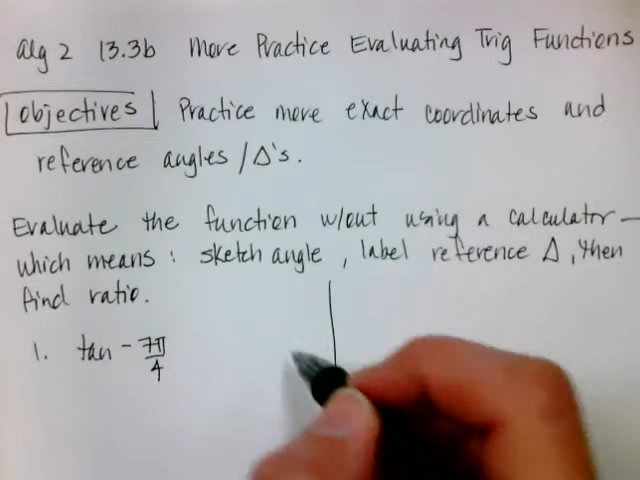 alg 2 13.3b More Practice Evaluating Trig Functions
Objectives Practice more exact coordinates and
reference angles / Δ's.
Evaluate the function w/out using a calculator —
which means : sketch angle, label reference Δ, then
find ratio.
1. tan - 7π/4